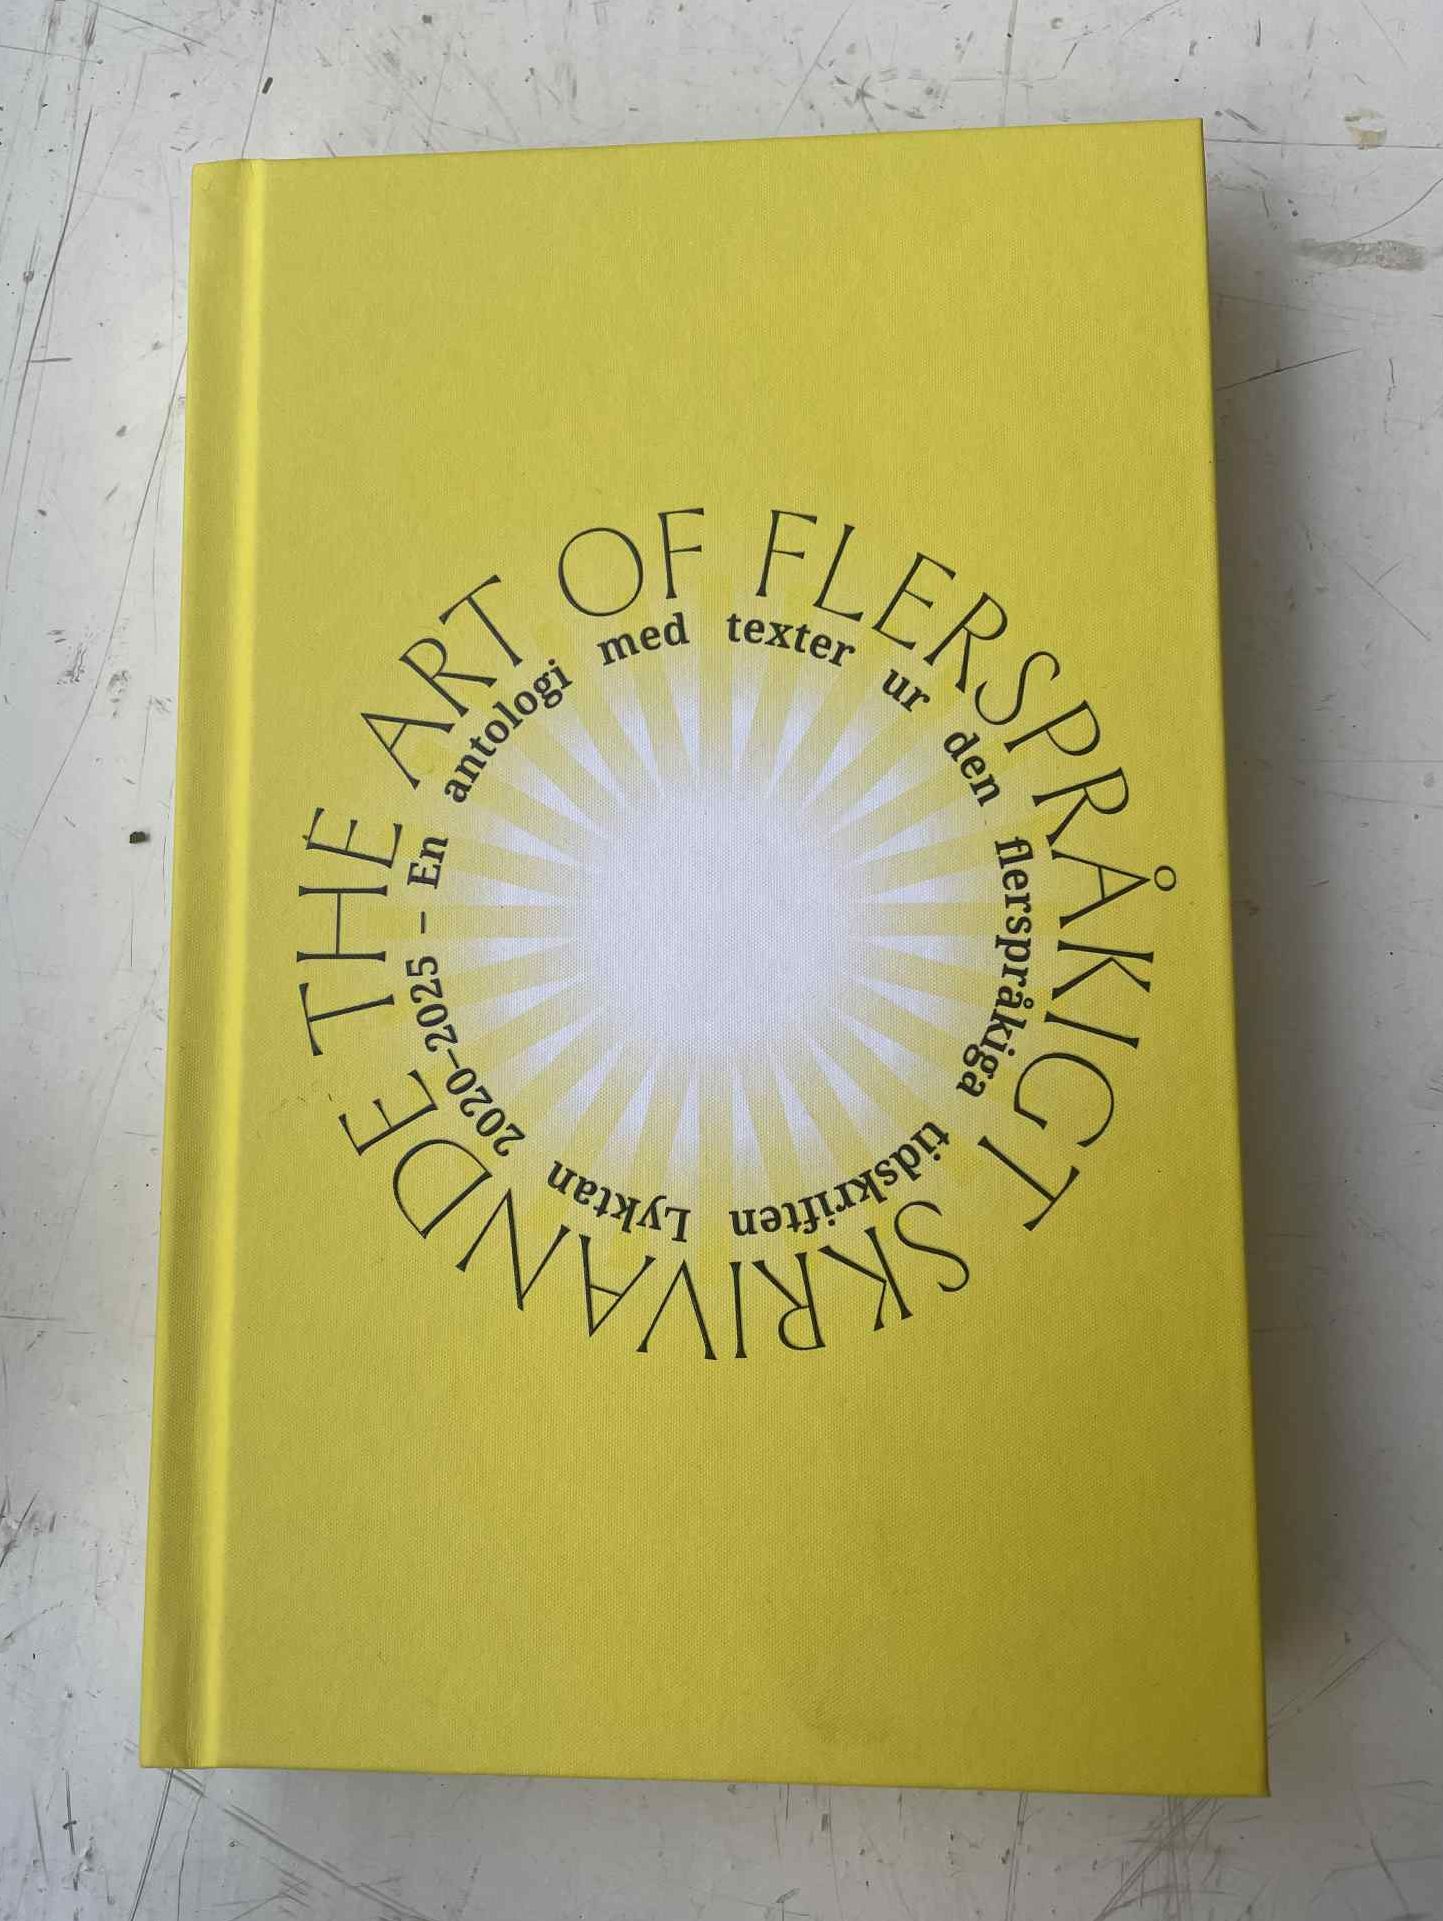 THE ART OF FLERSPRÅKIGT SKRIVANDE
En antologi med texter ur den flerspråkiga tidskriften Lyktan 2020–2025 –